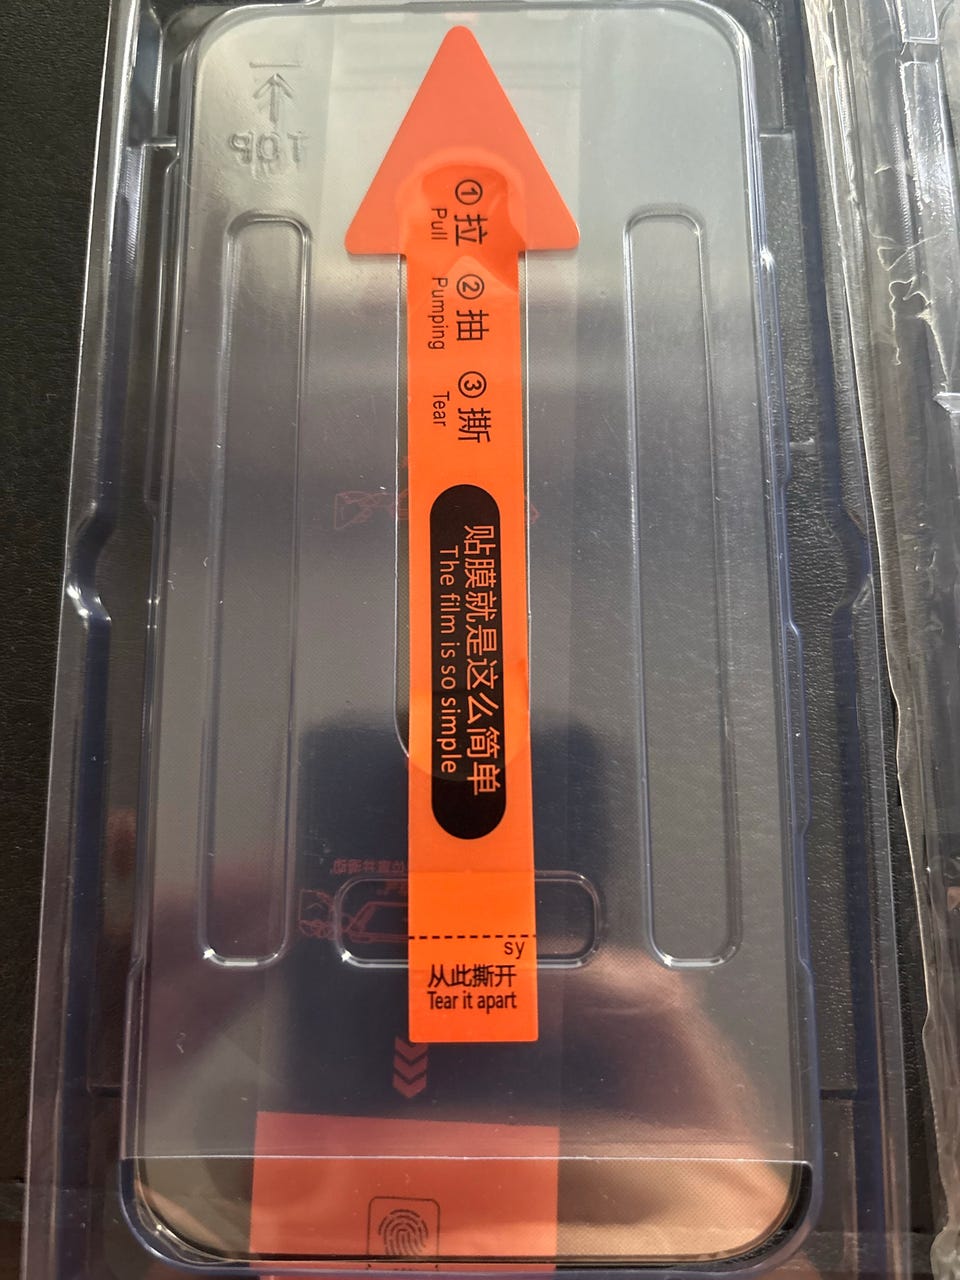 TOP
① 拉 ② 抽 ③ 撕
Pull Pumping Tear
贴膜就是这么简单
The film is so simple
sy
从此撕开
Tear it apart